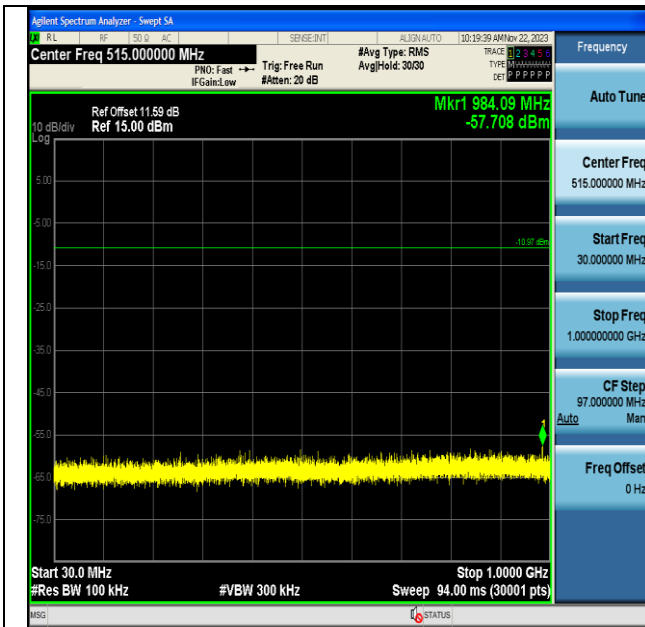 Agilent Spectrum Analyzer - Swept SA
RL RF 50 Ω AC SENSE:INT ALIGN AUTO 10:19:39 AM Nov 22, 2023
Center Freq 515.000000 MHz
PNO: Fast
IFGain:Low
Trig: Free Run
#Atten: 20 dB
#Avg Type: RMS
Avg|Hold: 30/30
TRACE 1 2 3 4 5 6
TYPE M
DET P P P P P P
Mkr1 984.09 MHz
-57.708 dBm
Ref Offset 11.59 dB
10 dB/div Ref 15.00 dBm
Log
5.00
-5.00
-10.97 dBm
-15.0
-25.0
-35.0
-45.0
-55.0
1
-65.0
-75.0
Start 30.0 MHz
Stop 1.0000 GHz
#Res BW 100 kHz
#VBW 300 kHz
Sweep 94.00 ms (30001 pts)
MSG
STATUS
Frequency
Auto Tune
Center Freq
515.000000 MHz
Start Freq
30.000000 MHz
Stop Freq
1.000000000 GHz
CF Step
97.000000 MHz
Auto Man
Freq Offset
0 Hz